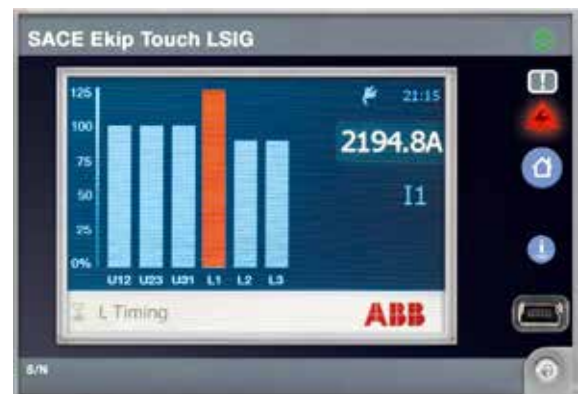 SACE Ekip Touch LSIG
125
100
75
50
25
0%
U12 U23 U31 L1 L2 L3
21:15
2194.8A
I1
L Timing
ABB
S/N